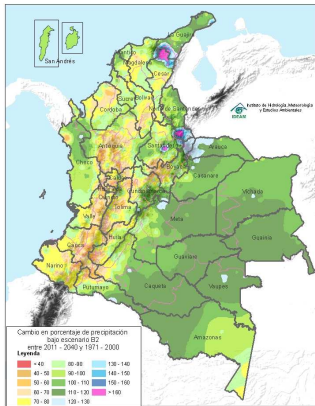 San Andrés
La Guajira
Atlántico
Magdalena
Cesar
Sucre
Bolívar
Córdoba
Norte de Santander
Instituto de Hidrología, Meteorología
y Estudios Ambientales
IDEAM
Antioquia
Santander
Arauca
Chocó
Boyacá
Casanare
Caldas
Cundinamarca
Vichada
Tolima
Valle
Meta
Guainía
Huila
Cauca
Guaviare
Nariño
Caquetá
Vaupés
Putumayo
Amazonas
Cambio en porcentaje de precipitación
bajo escenario B2
entre 2011 - 2040 y 1971 - 2000
Leyenda
< 40
40 - 50
50 - 60
60 - 70
70 - 80
80 - 90
90 - 100
100 - 110
110 - 120
120 - 130
130 - 140
140 - 150
150 - 160
> 160